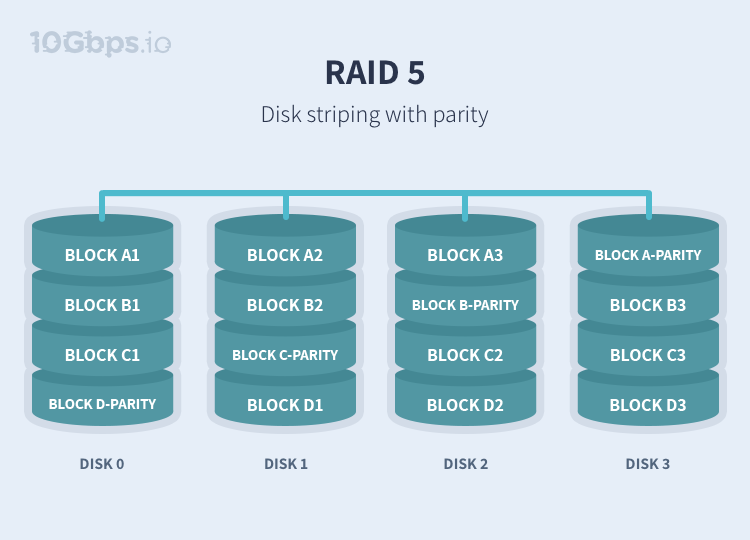 10Gbps.io
RAID 5
Disk striping with parity
BLOCK A1
BLOCK A2
BLOCK A3
BLOCK A-PARITY
BLOCK B1
BLOCK B2
BLOCK B-PARITY
BLOCK B3
BLOCK C1
BLOCK C-PARITY
BLOCK C2
BLOCK C3
BLOCK D-PARITY
BLOCK D1
BLOCK D2
BLOCK D3
DISK 0
DISK 1
DISK 2
DISK 3